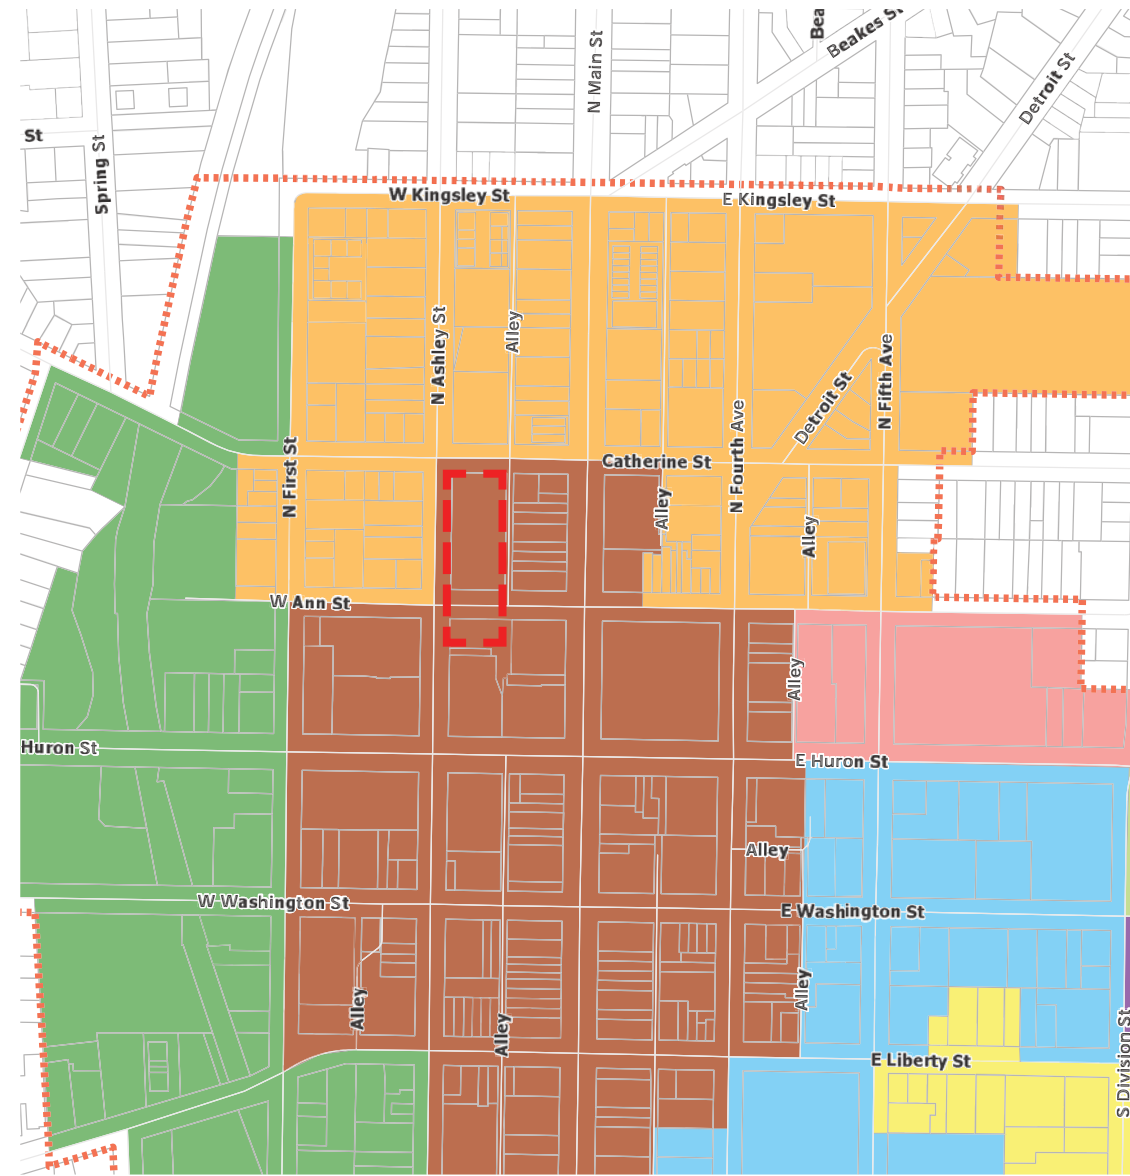 Bea
Beakes St
N Main St
Detroit St
St
Spring St
W Kingsley St
E Kingsley St
N Ashley St
Alley
N Fifth Ave
Detroit St
N Fourth Ave
N First St
Catherine St
Alley
Alley
W Ann St
Alley
Huron St
E Huron St
Alley
W Washington St
E Washington St
Alley
Alley
Alley
E Liberty St
S Division St